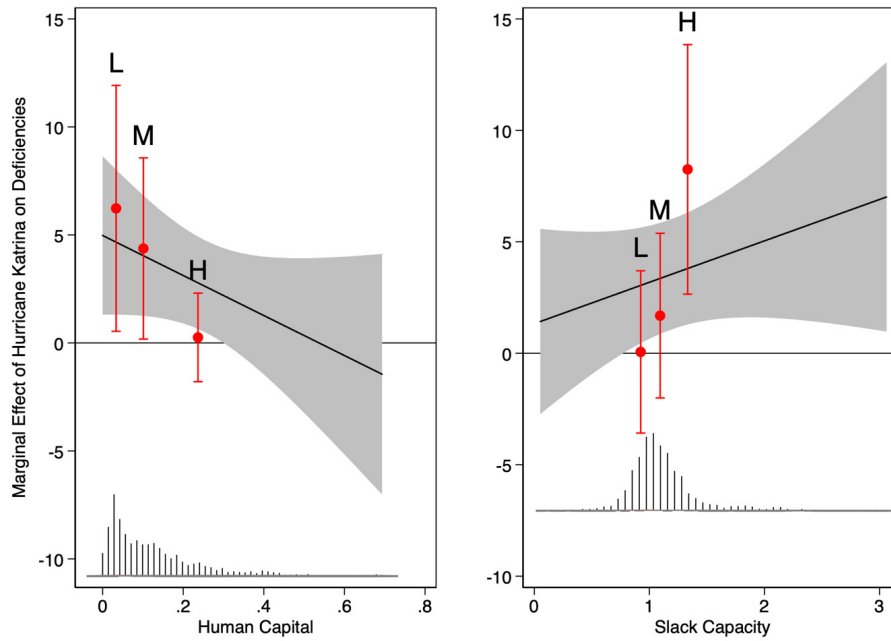 Marginal Effect of Hurricane Katrina on Deficiencies
15
10
5
0
-5
-10
L
M
H
0
.2
.4
.6
.8
Human Capital
15
10
5
0
-5
-10
L
M
H
0
1
2
3
Slack Capacity